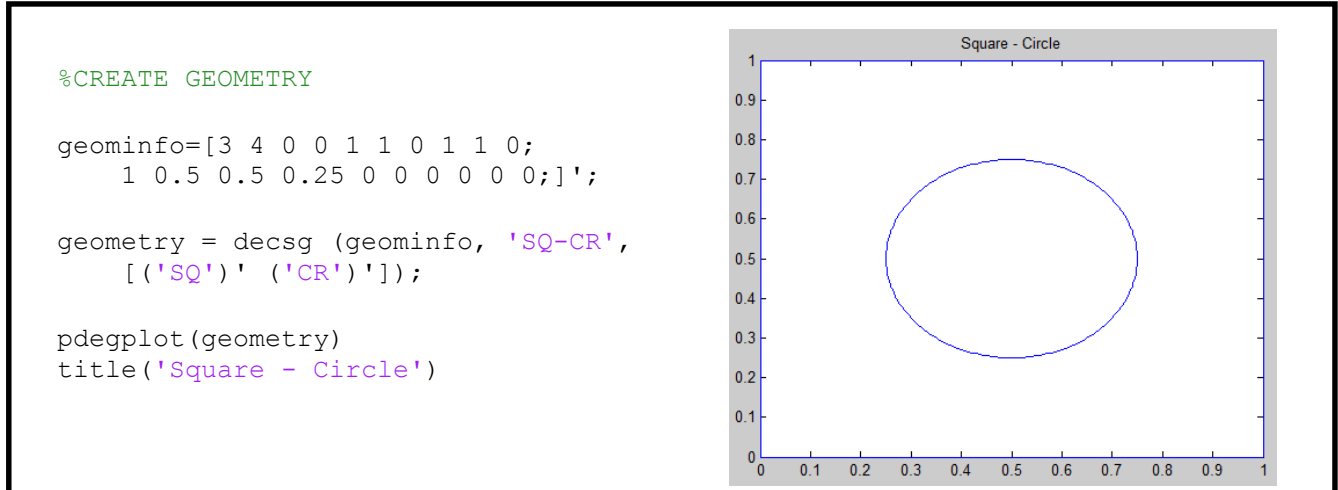 %CREATE GEOMETRY
geominfo=[3 4 0 0 1 1 0 1 1 0;
1 0.5 0.5 0.25 0 0 0 0 0 0;]';
geometry = decsg (geominfo, 'SQ-CR',
[('SQ')' ('CR')']);
pdegplot(geometry)
title('Square - Circle')
Square - Circle
1
0.9
0.8
0.7
0.6
0.5
0.4
0.3
0.2
0.1
0
0 0.1 0.2 0.3 0.4 0.5 0.6 0.7 0.8 0.9 1